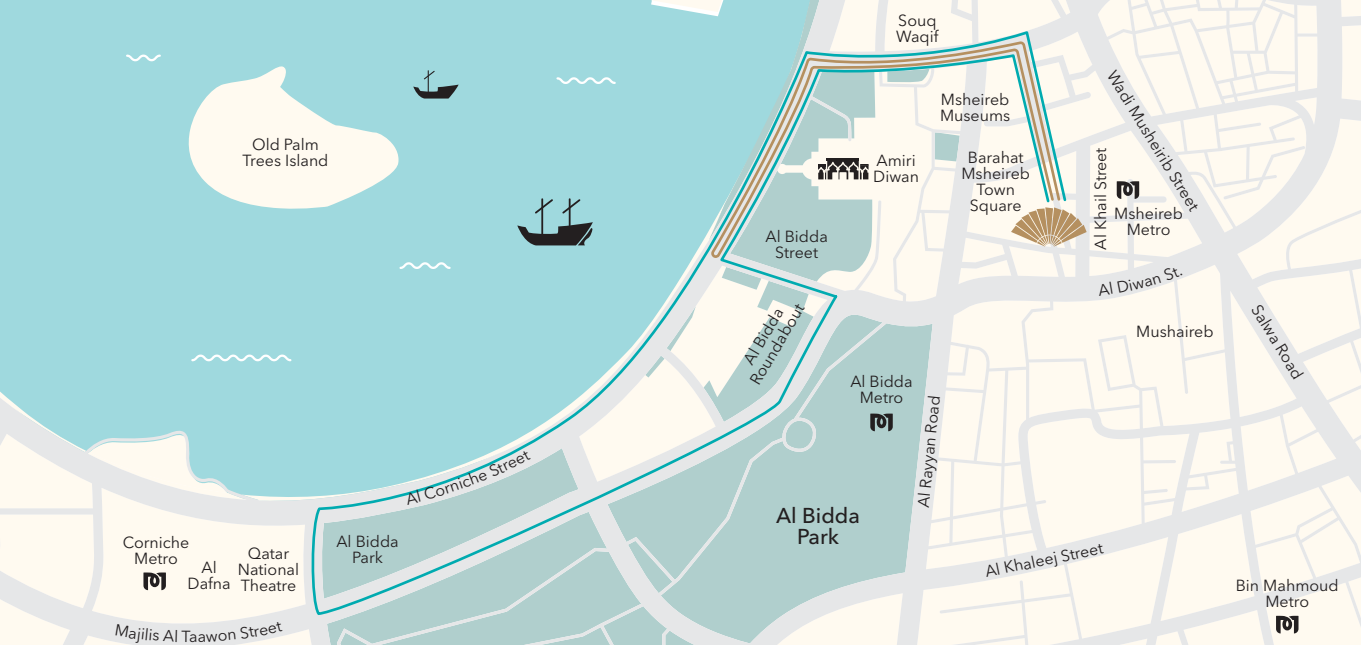 Souq
Waqif
Old Palm
Trees Island
Msheireb
Museums
Wadi Musheirib Street
Amiri
Diwan
Barahat
Msheireb
Town
Square
Al Khail Street
Msheireb
Metro
Al Bidda
Street
Al Diwan St.
Al Bidda
Roundabout
Mushaireb
Salwa Road
Al Bidda
Metro
Al Rayyan Road
Al Corniche Street
Al Bidda
Park
Al Bidda
Park
Corniche
Metro
Al
Dafna
Qatar
National
Theatre
Al Khaleej Street
Bin Mahmoud
Metro
Majilis Al Taawon Street